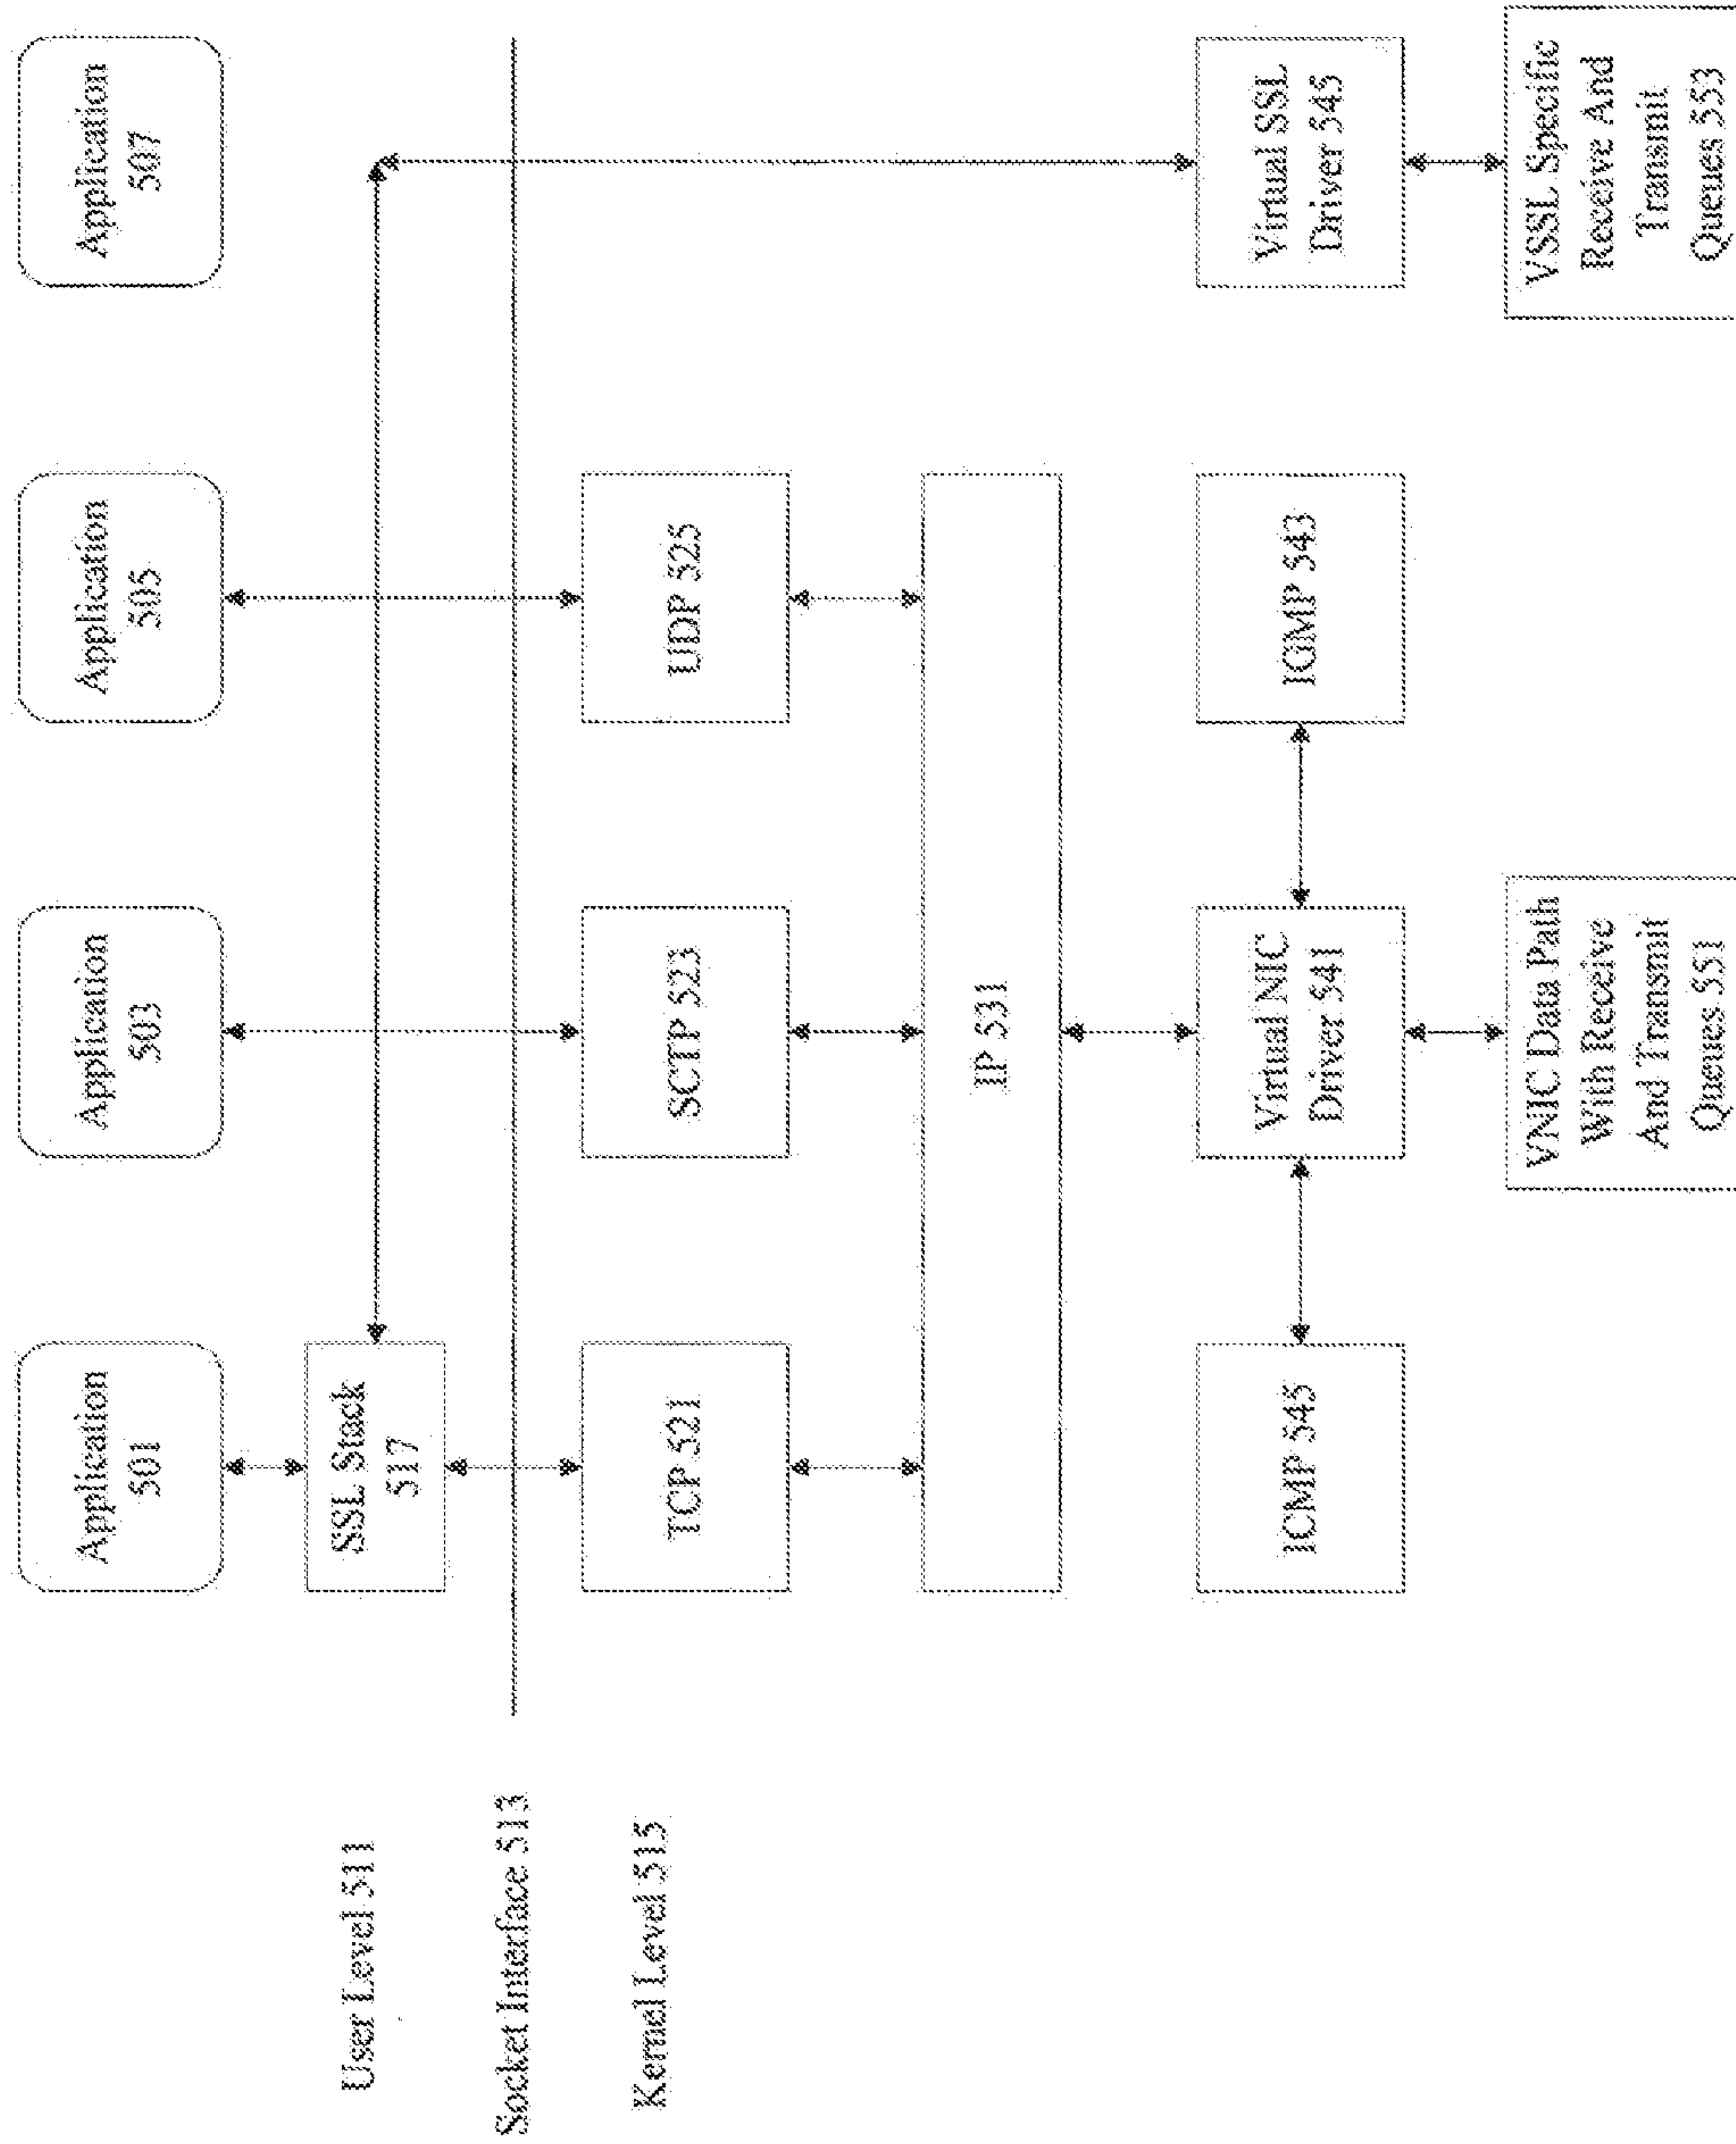 Application
501
Application
503
Application
505
Application
507
User Level 511
SSL Stack
517
Socket Interface 513
Kernel Level 515
TCP 521
SCTP 523
UDP 525
IP 531
ICMP 545
Virtual NIC
Driver 541
IGMP 543
Virtual SSL
Driver 545
VNIC Data Path
With Receive
And Transmit
Queues 551
VSSL Specific
Receive And
Transmit
Queues 553